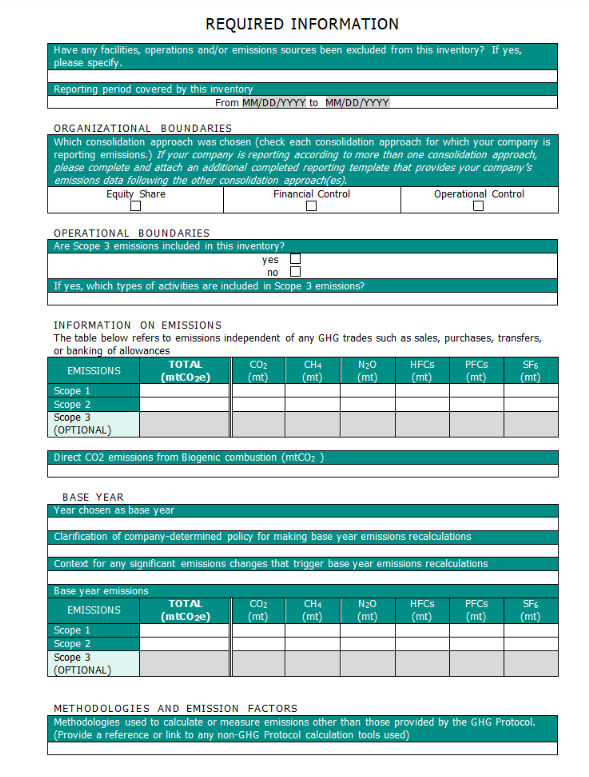 REQUIRED INFORMATION
Have any facilities, operations and/or emissions sources been excluded from this inventory? If yes,
please specify.
Reporting period covered by this inventory
From MM/DD/YYYY to MM/DD/YYYY
ORGANIZATIONAL BOUNDARIES
Which consolidation approach was chosen (check each consolidation approach for which your company is
reporting emissions.) If your company is reporting according to more than one consolidation approach,
please complete and attach an additional completed reporting template that provides your company's
emissions data following the other consolidation approach(es).
Equity Share Financial Control Operational Control
OPERATIONAL BOUNDARIES
Are Scope 3 emissions included in this inventory?
yes
no
If yes, which types of activities are included in Scope 3 emissions?
INFORMATION ON EMISSIONS
The table below refers to emissions independent of any GHG trades such as sales, purchases, transfers,
or banking of allowances
EMISSIONS TOTAL (mtCO2e) CO2 (mt) CH4 (mt) N2O (mt) HFCs (mt) PFCs (mt) SF6 (mt)
Scope 1
Scope 2
Scope 3
(OPTIONAL)
Direct CO2 emissions from Biogenic combustion (mtCO2 )
BASE YEAR
Year chosen as base year
Clarification of company-determined policy for making base year emissions recalculations
Context for any significant emissions changes that trigger base year emissions recalculations
Base year emissions
EMISSIONS TOTAL (mtCO2e) CO2 (mt) CH4 (mt) N2O (mt) HFCs (mt) PFCs (mt) SF6 (mt)
Scope 1
Scope 2
Scope 3
(OPTIONAL)
METHODOLOGIES AND EMISSION FACTORS
Methodologies used to calculate or measure emissions other than those provided by the GHG Protocol.
(Provide a reference or link to any non-GHG Protocol calculation tools used)